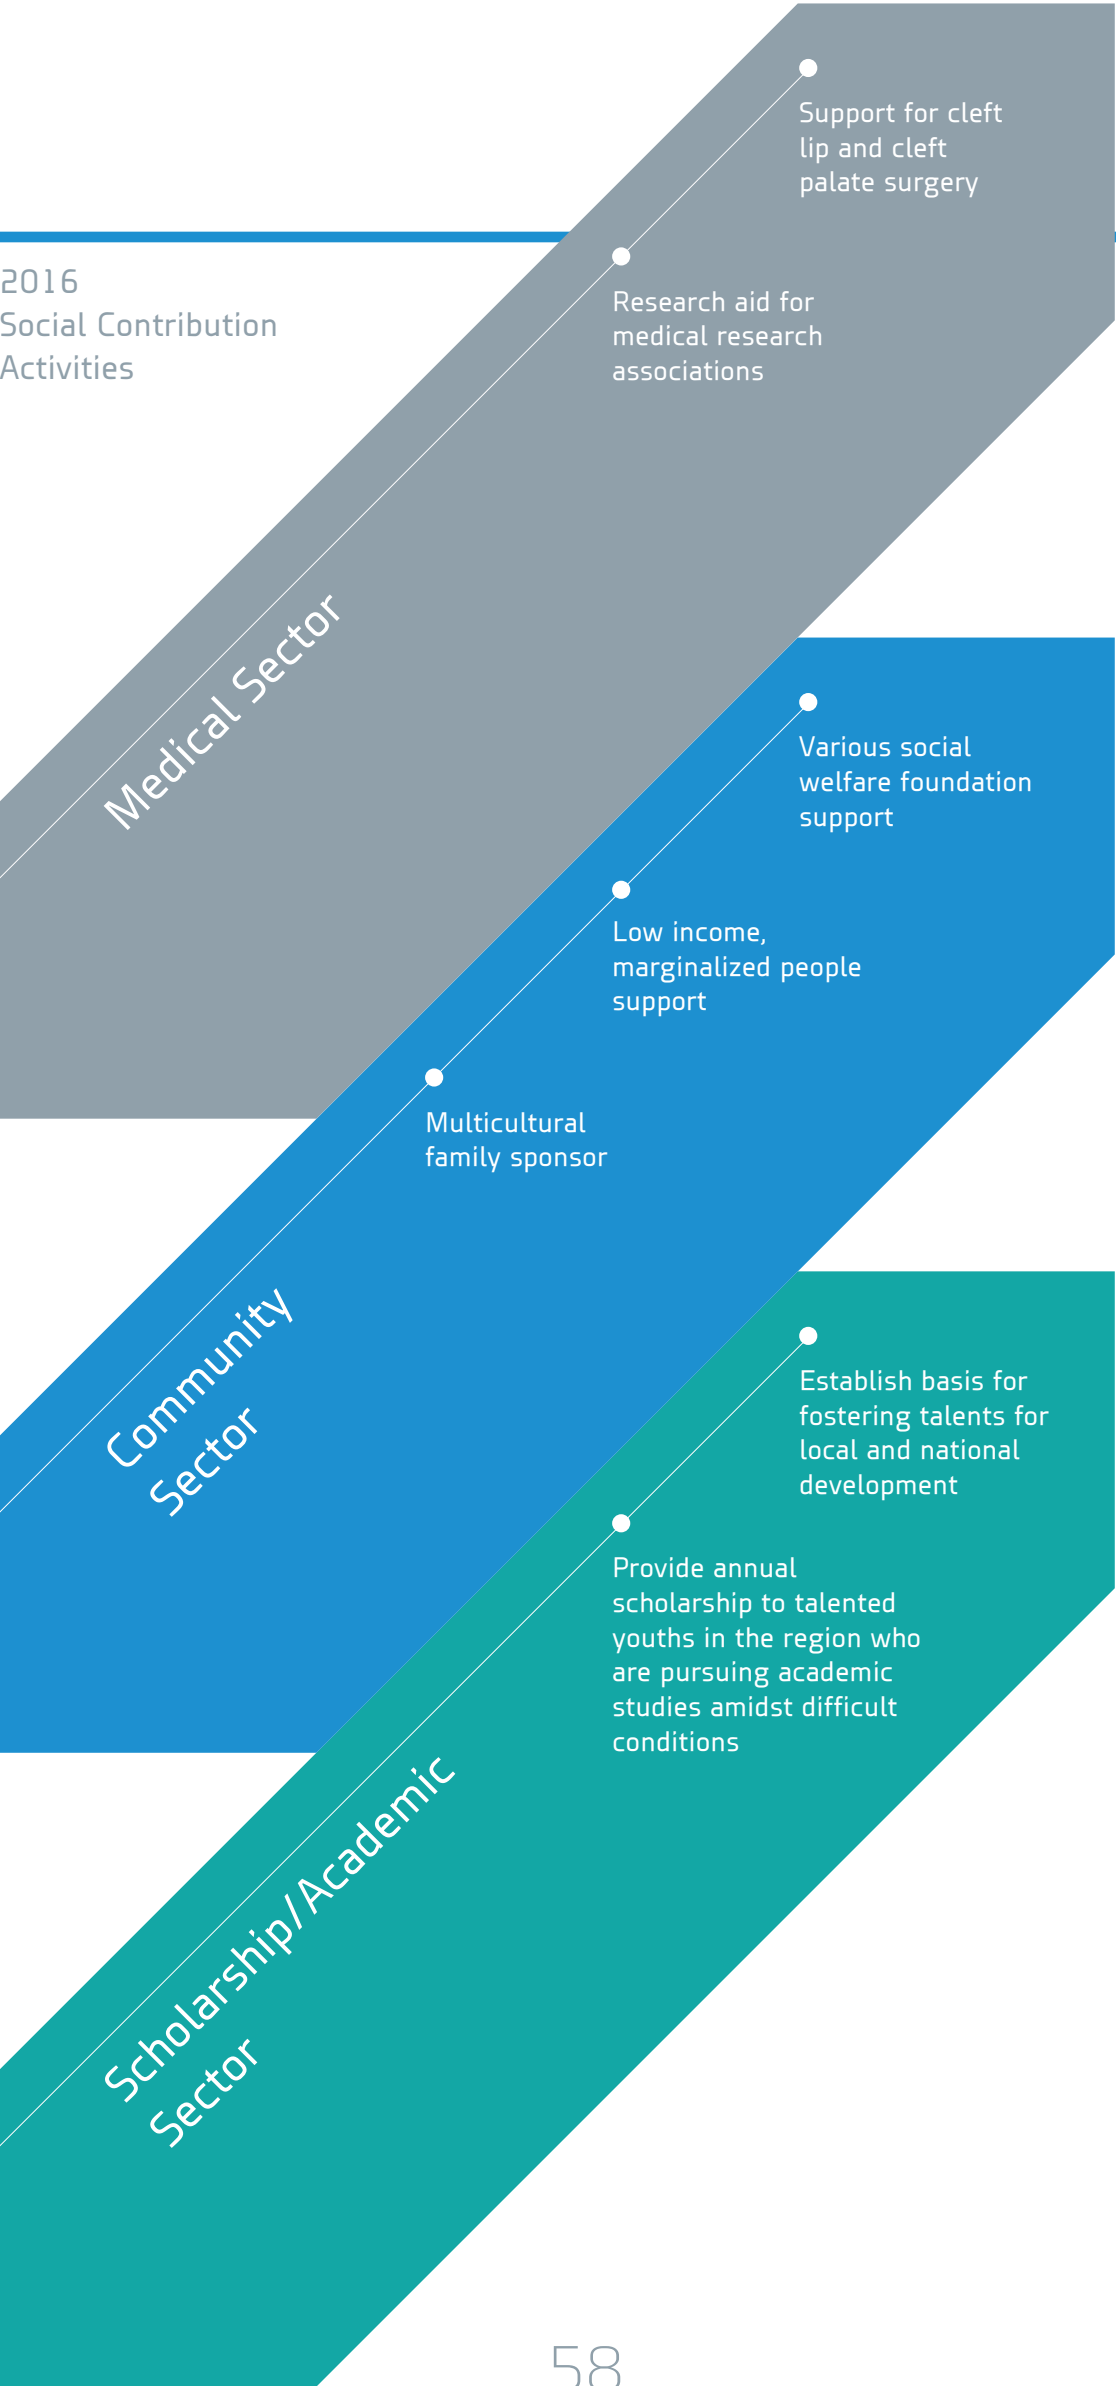 2016
Social Contribution
Activities
Support for cleft
lip and cleft
palate surgery
Research aid for
medical research
associations
Medical Sector
Various social
welfare foundation
support
Low income,
marginalized people
support
Multicultural
family sponsor
Community
Sector
Establish basis for
fostering talents for
local and national
development
Provide annual
scholarship to talented
youths in the region who
are pursuing academic
studies amidst difficult
conditions
Scholarship/Academic
Sector
58